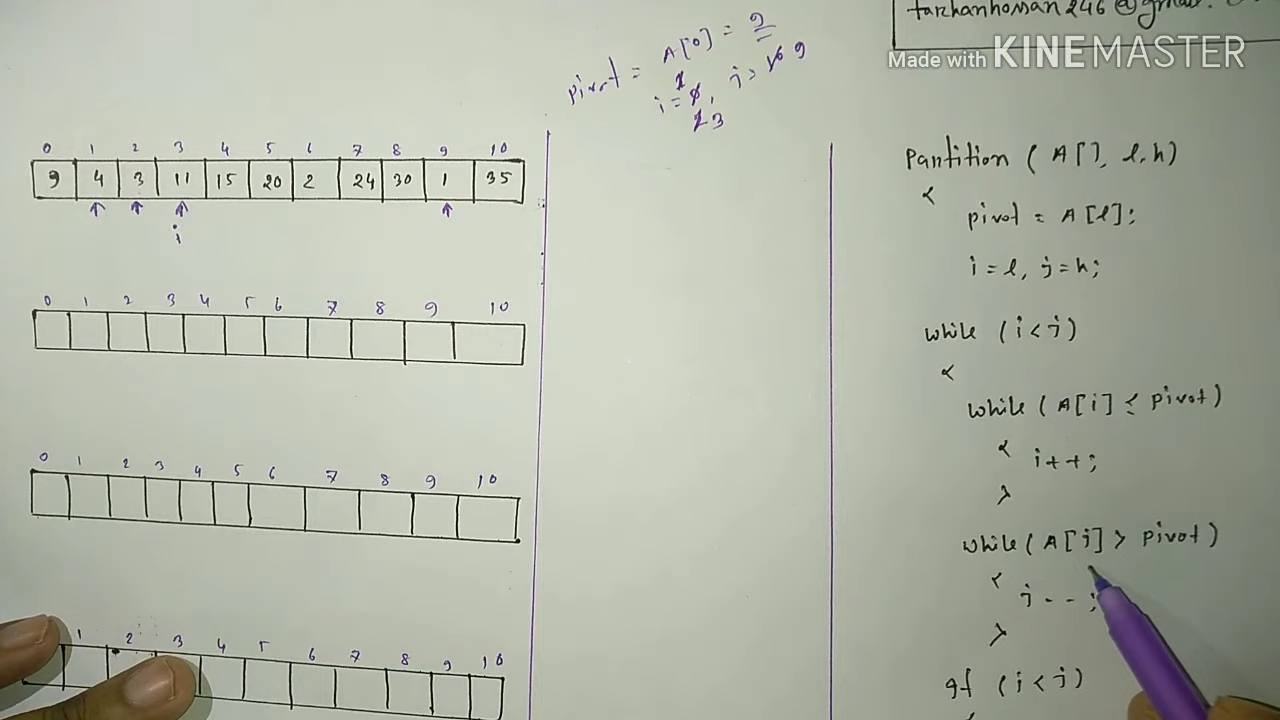 farhanhossan246@gmail.
Made with KINEMASTER
pivot = A[0] = 9
i = 0, j = 10 9
1
2 3
0 1 2 3 4 5 6 7 8 9 10
9 4 3 11 15 20 2 24 30 1 35
i
0 1 2 3 4 5 6 7 8 9 10
0 1 2 3 4 5 6 7 8 9 10
1 2 3 4 5 6 7 8 9 10
Partition ( A[], l, h)
{
pivot = A[l];
i = l, j = h;
while (i < j)
{
while ( A[i] ≤ pivot)
{ i++;
}
while ( A[j] > pivot)
{ j--;
}
if (i < j)